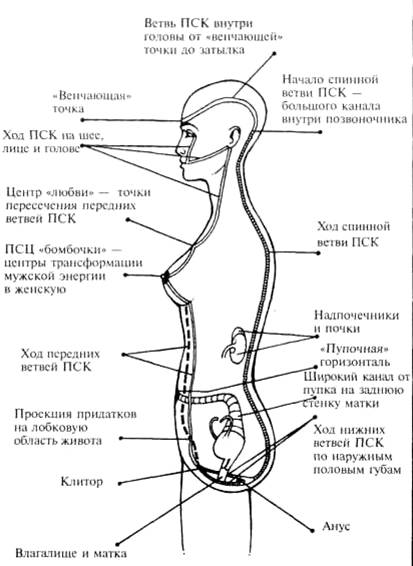 Ветвь ПСК внутри
головы от «венчающей»
точки до затылка
«Венчающая»
точка
Начало спинной
ветви ПСК —
большого канала
внутри позвоночника
Ход ПСК на шее,
лице и голове
Центр «любви» — точки
пересечения передних
ветвей ПСК
ПСЦ «бомбочки» —
центры трансформации
мужской энергии
в женскую
Ход спинной
ветви ПСК
Надпочечники
и почки
«Пупочная»
горизонталь
Широкий канал от
пупка на заднюю
стенку матки
Ход передних
ветвей ПСК
Проекция придатков
на лобковую
область живота
Ход нижних
ветвей ПСК
по наружным
половым губам
Клитор
Анус
Влагалище и матка